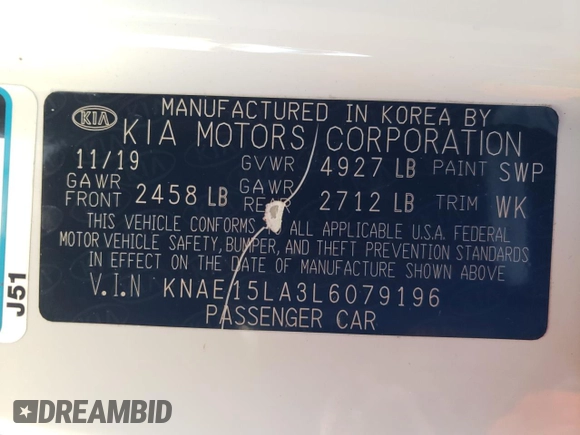 KIA
MANUFACTURED IN KOREA BY
KIA MOTORS CORPORATION
11/19 GVWR 4927 LB PAINT SWP
GAWR FRONT 2458 LB GAWR 2712 LB TRIM WK
THIS VEHICLE CONFORMS ALL APPLICABLE U.S.A. FEDERAL
MOTOR VEHICLE SAFETY, BUMPER, AND THEFT PREVENTION STANDARDS
IN EFFECT ON THE DATE OF MANUFACTURE SHOWN ABOVE
V.I.N KNAE 15LA3L6079196
PASSENGER CAR
J51
DREAMBID